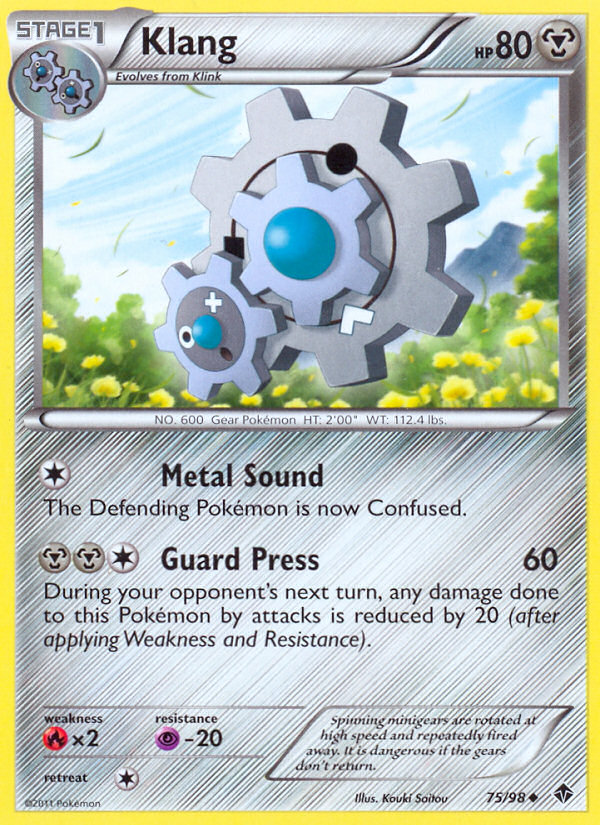 STAGE1
Klang
HP80
Evolves from Klink
NO. 600 Gear Pokémon HT: 2'00" WT: 112.4 lbs.
Metal Sound
The Defending Pokémon is now Confused.
Guard Press 60
During your opponent's next turn, any damage done
to this Pokémon by attacks is reduced by 20 (after
applying Weakness and Resistance).
weakness
×2
resistance
-20
retreat
Spinning minigears are rotated at
high speed and repeatedly fired
away. It is dangerous if the gears
don't return.
©2011 Pokémon
Illus. Kouki Saitou
75/98